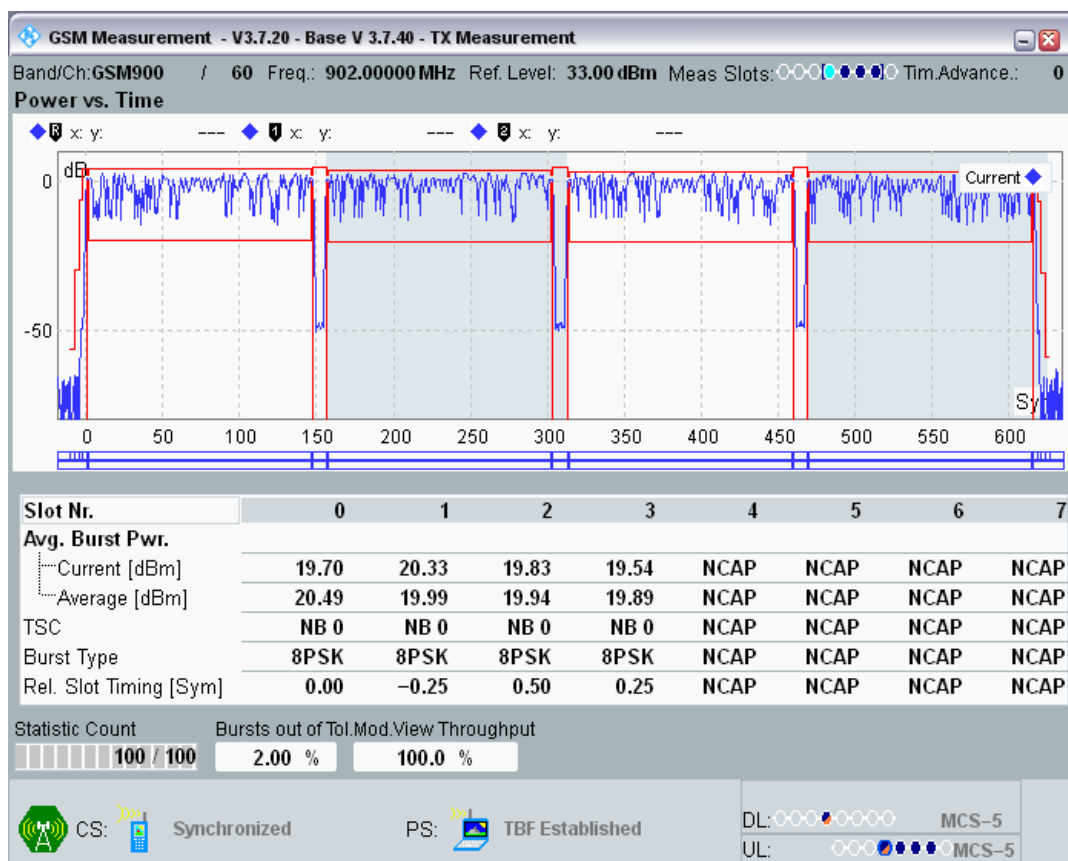 GSM Measurement - V3.7.20 - Base V 3.7.40 - TX Measurement
Band/Ch:GSM900 / 60 Freq.: 902.00000 MHz Ref. Level: 33.00 dBm Meas Slots: Tim.Advance.: 0
Power vs. Time
R x: y: --- 1 x: y: --- 2 x: y: ---
dB
Current
0
-50
Sy
0 50 100 150 200 250 300 350 400 450 500 550 600
Slot Nr. 0 1 2 3 4 5 6 7
Avg. Burst Pwr.
Current [dBm] 19.70 20.33 19.83 19.54 NCAP NCAP NCAP NCAP
Average [dBm] 20.49 19.99 19.94 19.89 NCAP NCAP NCAP NCAP
TSC NB 0 NB 0 NB 0 NB 0 NCAP NCAP NCAP NCAP
Burst Type 8PSK 8PSK 8PSK 8PSK NCAP NCAP NCAP NCAP
Rel. Slot Timing [Sym] 0.00 −0.25 0.50 0.25 NCAP NCAP NCAP NCAP
Statistic Count Bursts out of Tol. Mod.View Throughput
100 / 100 2.00 % 100.0 %
CS: Synchronized PS: TBF Established
DL: MCS−5
UL: MCS−5